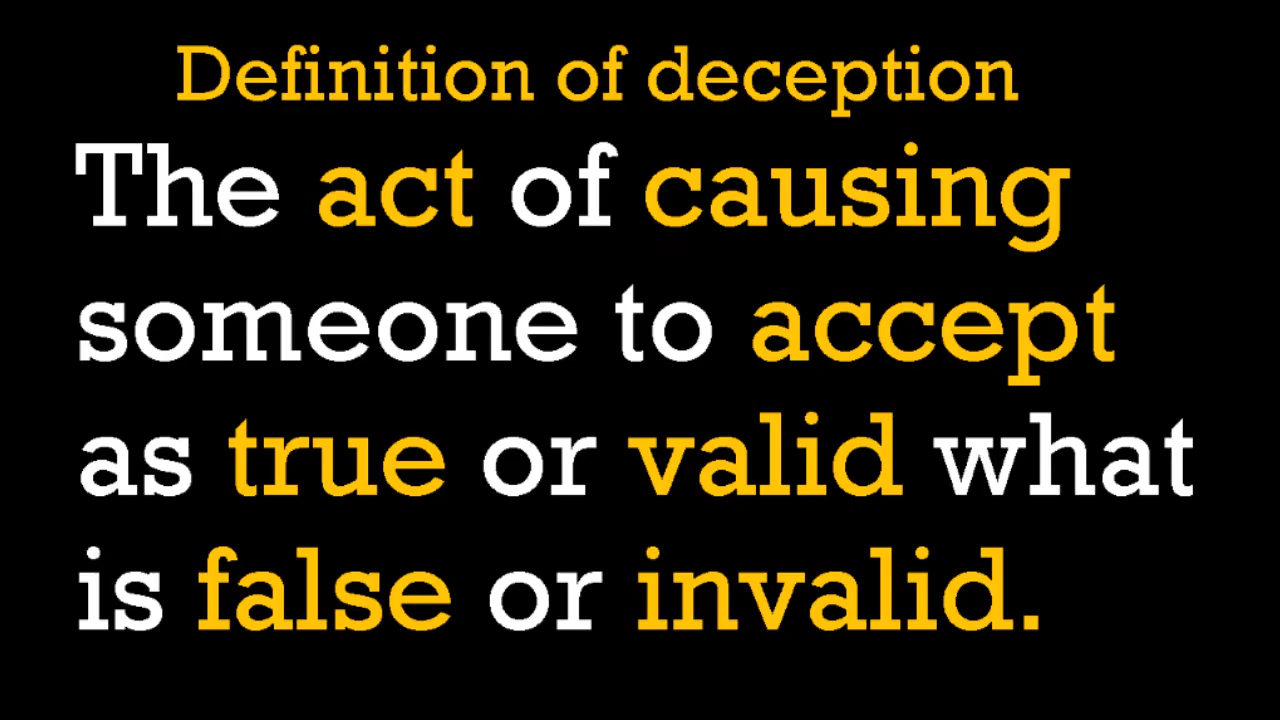 Definition of deception
The act of causing
someone to accept
as true or valid what
is false or invalid.